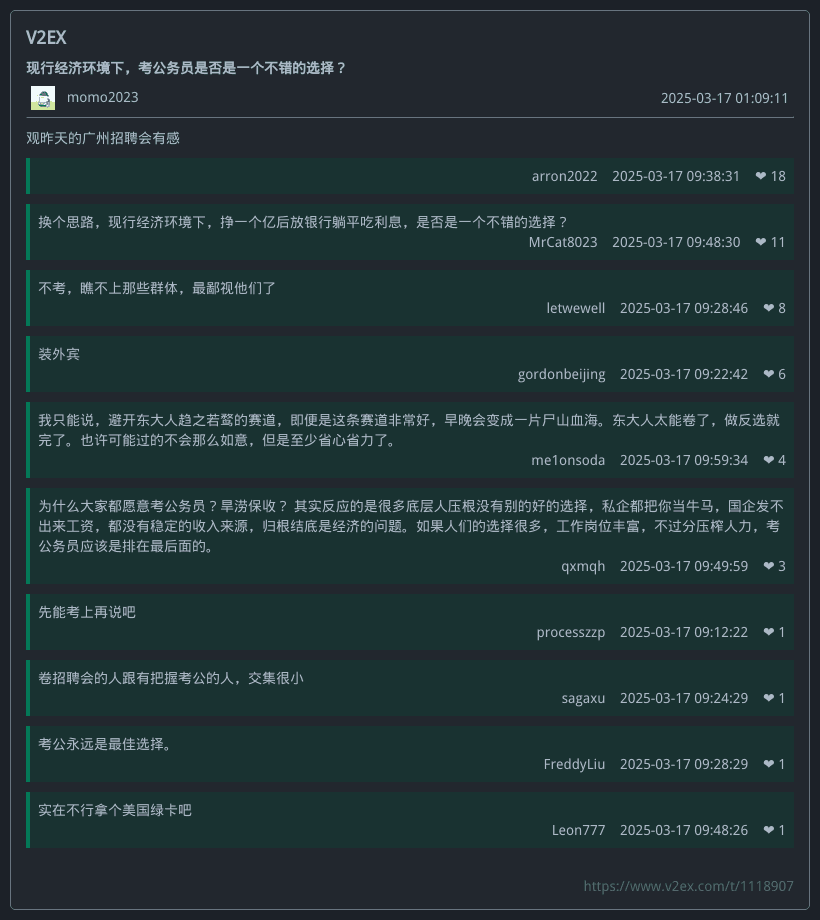 V2EX
现行经济环境下，考公务员是否是一个不错的选择？
momo2023 2025-03-17 01:09:11
观昨天的广州招聘会有感
arron2022 2025-03-17 09:38:31 ❤ 18
换个思路，现行经济环境下，挣一个亿后放银行躺平吃利息，是否是一个不错的选择？
MrCat8023 2025-03-17 09:48:30 ❤ 11
不考，瞧不上那些群体，最鄙视他们了
letwewell 2025-03-17 09:28:46 ❤ 8
装外宾
gordonbeijing 2025-03-17 09:22:42 ❤ 6
我只能说，避开东大人趋之若鹜的赛道，即便是这条赛道非常好，早晚会变成一片尸山血海。东大人太能卷了，做反选就
完了。也许可能过的不会那么如意，但是至少省心省力了。
me1onsoda 2025-03-17 09:59:34 ❤ 4
为什么大家都愿意考公务员？旱涝保收？ 其实反应的是很多底层人压根没有别的好的选择，私企都把你当牛马，国企发不
出来工资，都没有稳定的收入来源，归根结底是经济的问题。如果人们的选择很多，工作岗位丰富，不过分压榨人力，考
公务员应该是排在最后面的。
qxmqh 2025-03-17 09:49:59 ❤ 3
先能考上再说吧
processzzp 2025-03-17 09:12:22 ❤ 1
卷招聘会的人跟有把握考公的人，交集很小
sagaxu 2025-03-17 09:24:29 ❤ 1
考公永远是最佳选择。
FreddyLiu 2025-03-17 09:28:29 ❤ 1
实在不行拿个美国绿卡吧
Leon777 2025-03-17 09:48:26 ❤ 1
https://www.v2ex.com/t/1118907